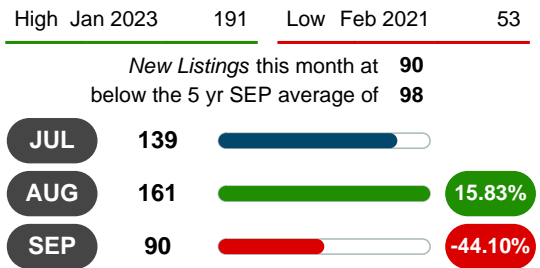 High Jan 2023 191 Low Feb 2021 53
New Listings this month at 90
below the 5 yr SEP average of 98
JUL 139
AUG 161 15.83%
SEP 90 -44.10%